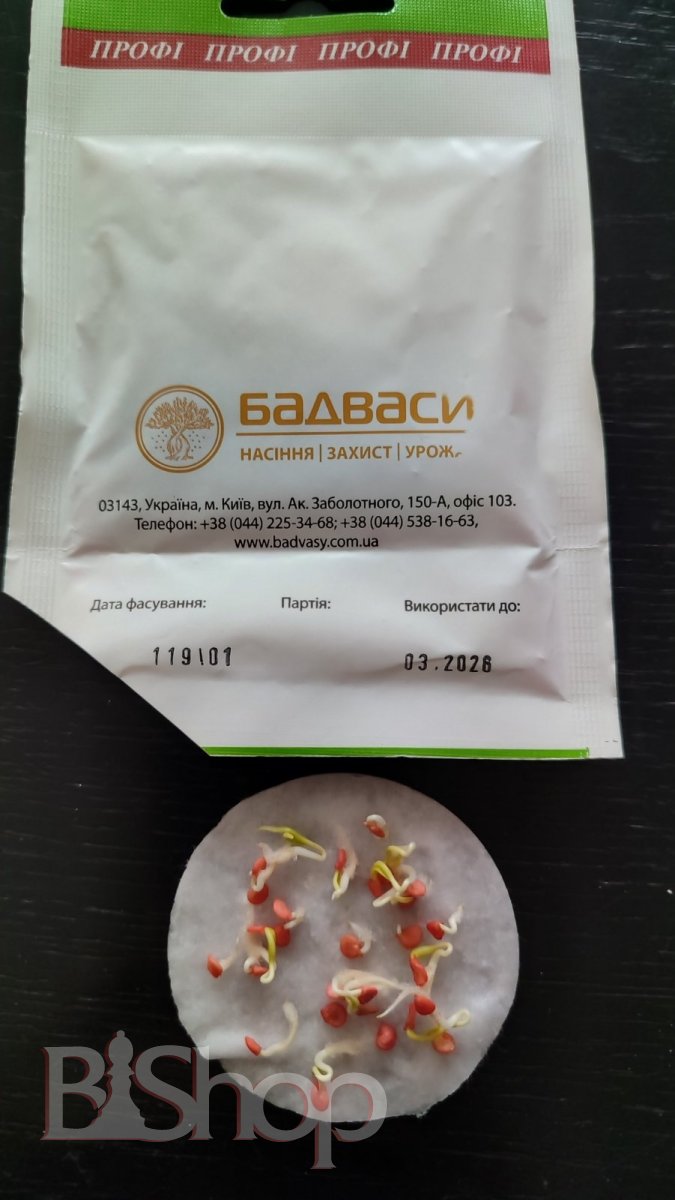 ПРОФІ ПРОФІ ПРОФІ ПРОФІ
БАДВАСИ
НАСІННЯ | ЗАХИСТ | УРОЖ
03143, Україна, м. Київ, вул. Ак. Заболотного, 150-А, офіс 103.
Телефон: +38 (044) 225-34-68; +38 (044) 538-16-63,
www.badvasy.com.ua
Дата фасування: Партія: Використати до:
119\01 03.2026
BiShop